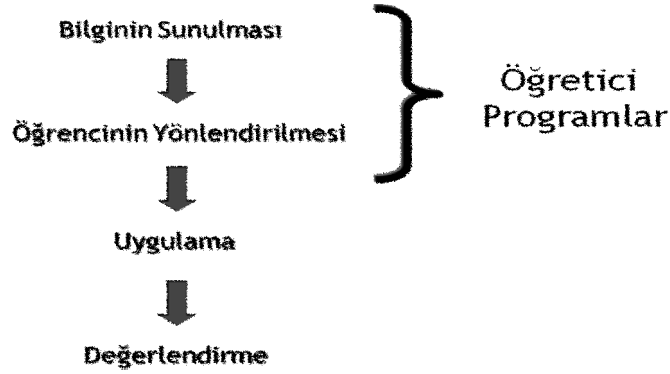 Bilginin Sunulması
Öğrencinin Yönlendirilmesi
Uygulama
Değerlendirme
Öğretici
Programlar